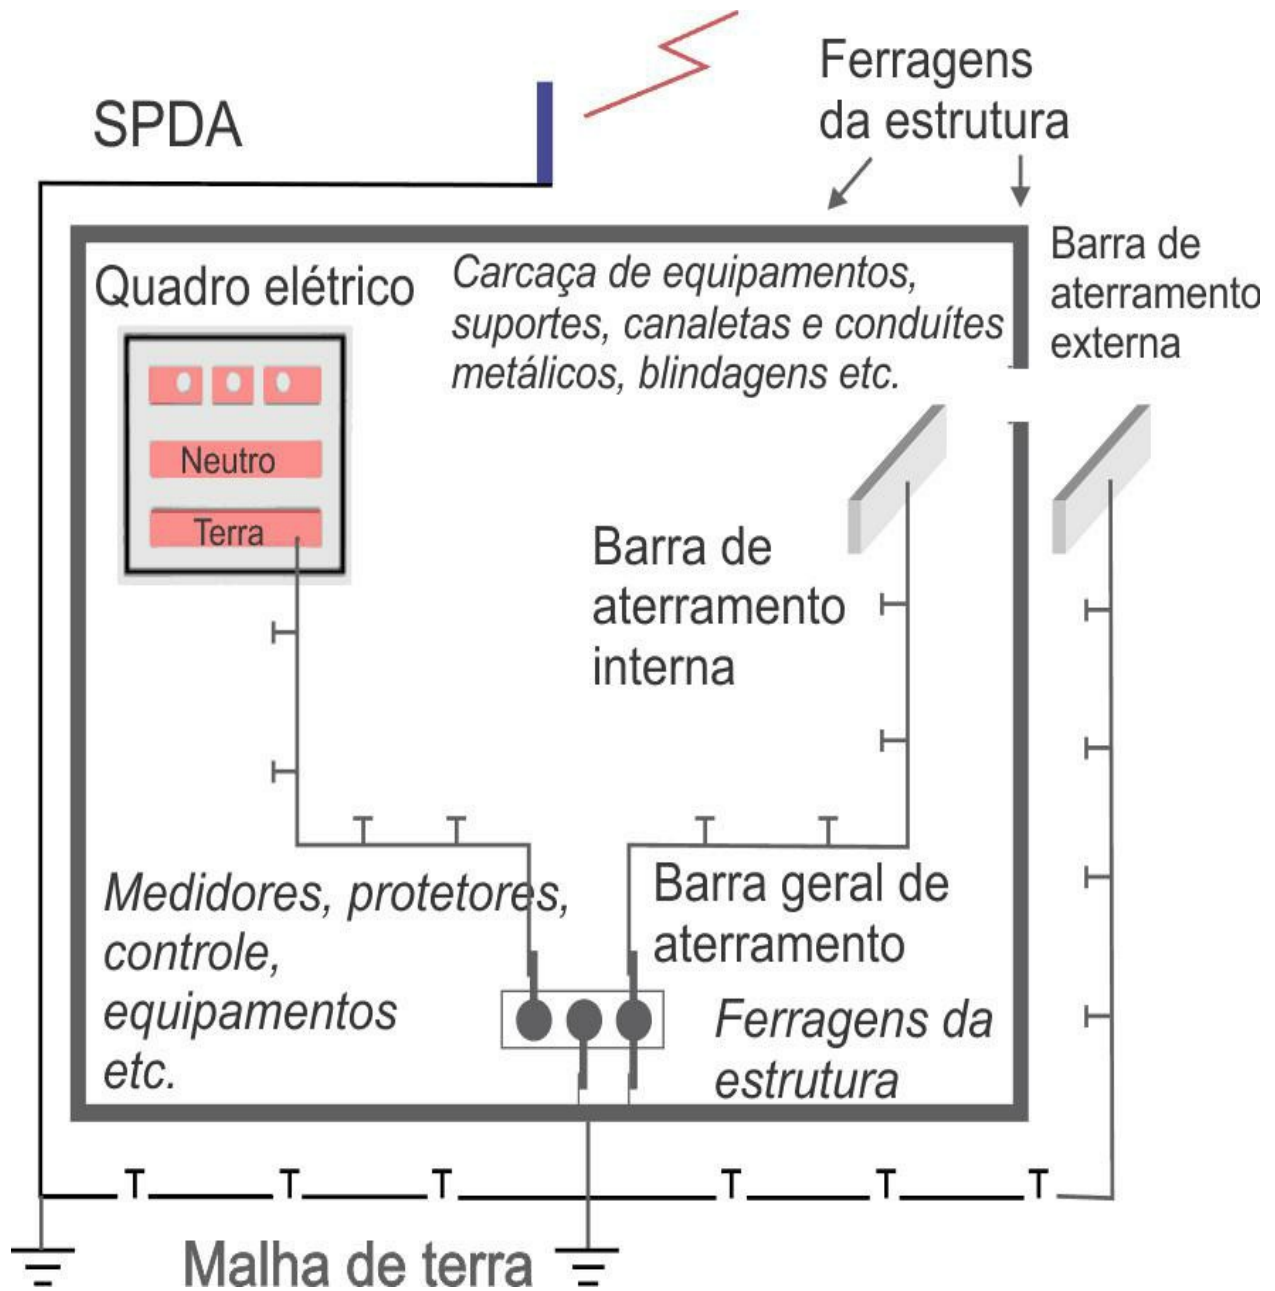 SPDA
Ferragens
da estrutura
Barra de
aterramento
externa
Quadro elétrico
Carcaça de equipamentos,
suportes, canaletas e conduítes
metálicos, blindagens etc.
Neutro
Terra
Barra de
aterramento
interna
Medidores, protetores,
controle,
equipamentos
etc.
Barra geral de
aterramento
Ferragens da
estrutura
T T T T T T
Malha de terra